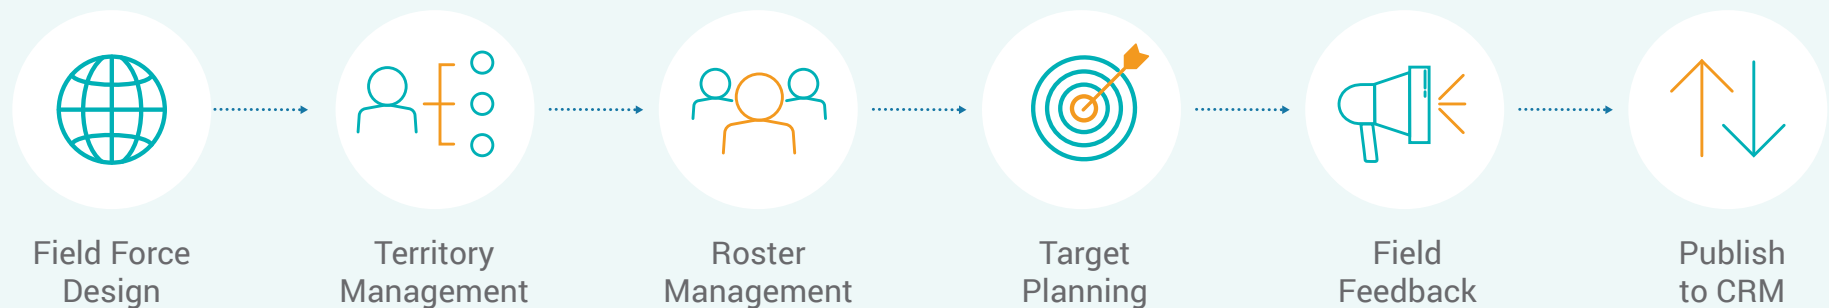 Field Force
Design
Territory
Management
Roster
Management
Target
Planning
Field
Feedback
Publish
to CRM